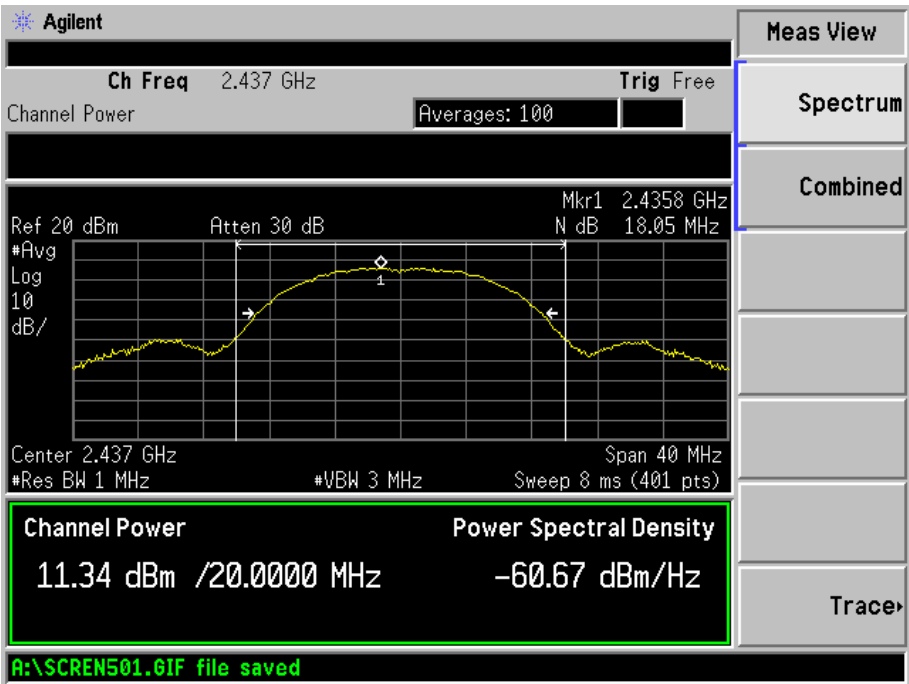 Agilent
Meas View
Ch Freq 2.437 GHz Trig Free
Channel Power Averages: 100
Spectrum
Combined
Mkr1 2.4358 GHz
Ref 20 dBm Atten 30 dB N dB 18.05 MHz
#Avg
Log
10
dB/
1
Center 2.437 GHz Span 40 MHz
#Res BW 1 MHz #VBW 3 MHz Sweep 8 ms (401 pts)
Channel Power Power Spectral Density
11.34 dBm /20.0000 MHz -60.67 dBm/Hz
Trace
A:\SCREN501.GIF file saved